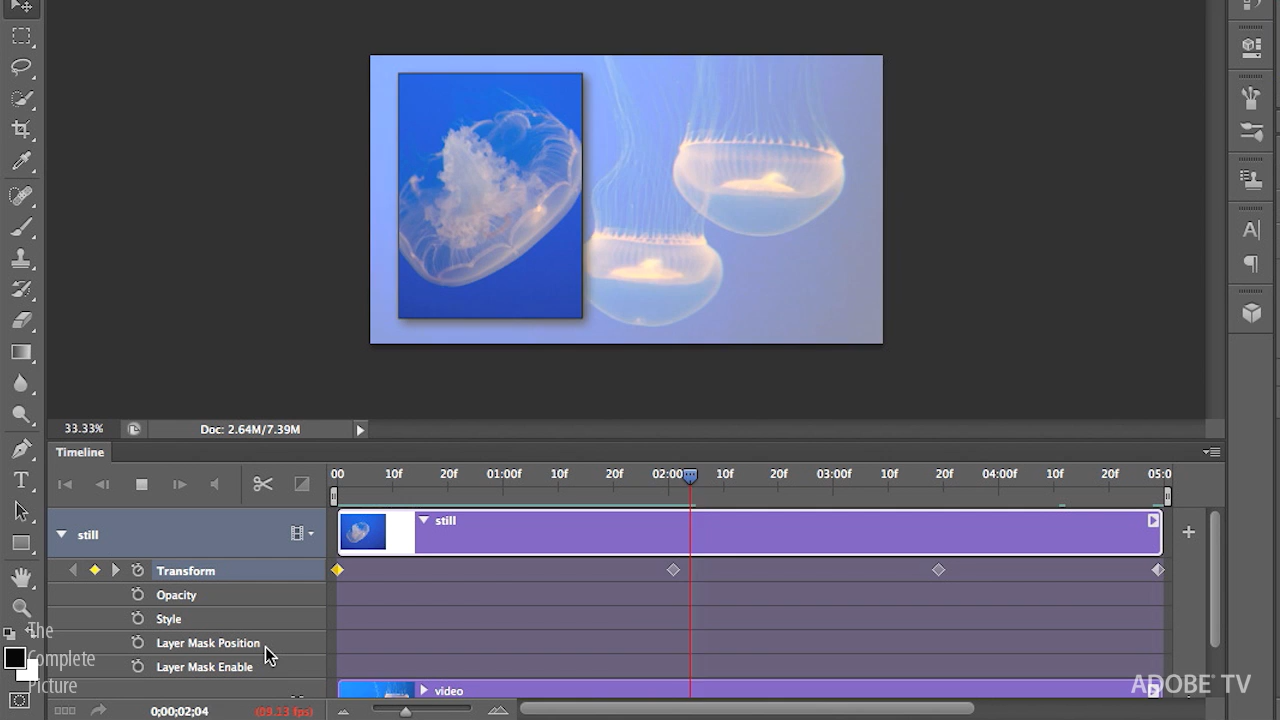 33.33%
Doc: 2.64M/7.39M
Timeline
00 10f 20f 01:00f 10f 20f 02:00 10f 20f 03:00f 10f 20f 04:00f 10f 20f 05:0
still
still
Transform
Opacity
Style
Layer Mask Position
Layer Mask Enable
video
0;00;02;04 (09.13 fps)
The
Complete
Picture
ADOBE® TV